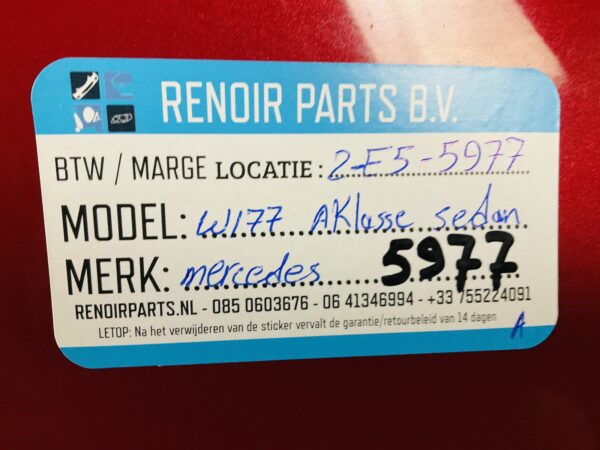 RENOIR PARTS B.V.
BTW / MARGE LOCATIE: 2-E5-5977
MODEL: W177 AKlasse sedan
MERK: mercedes 5977
RENOIRPARTS.NL - 085 0603676 - 06 41346994 - +33 755224091
LETOP: Na het verwijderen van de sticker vervalt de garantie/retourbeleid van 14 dagen
A